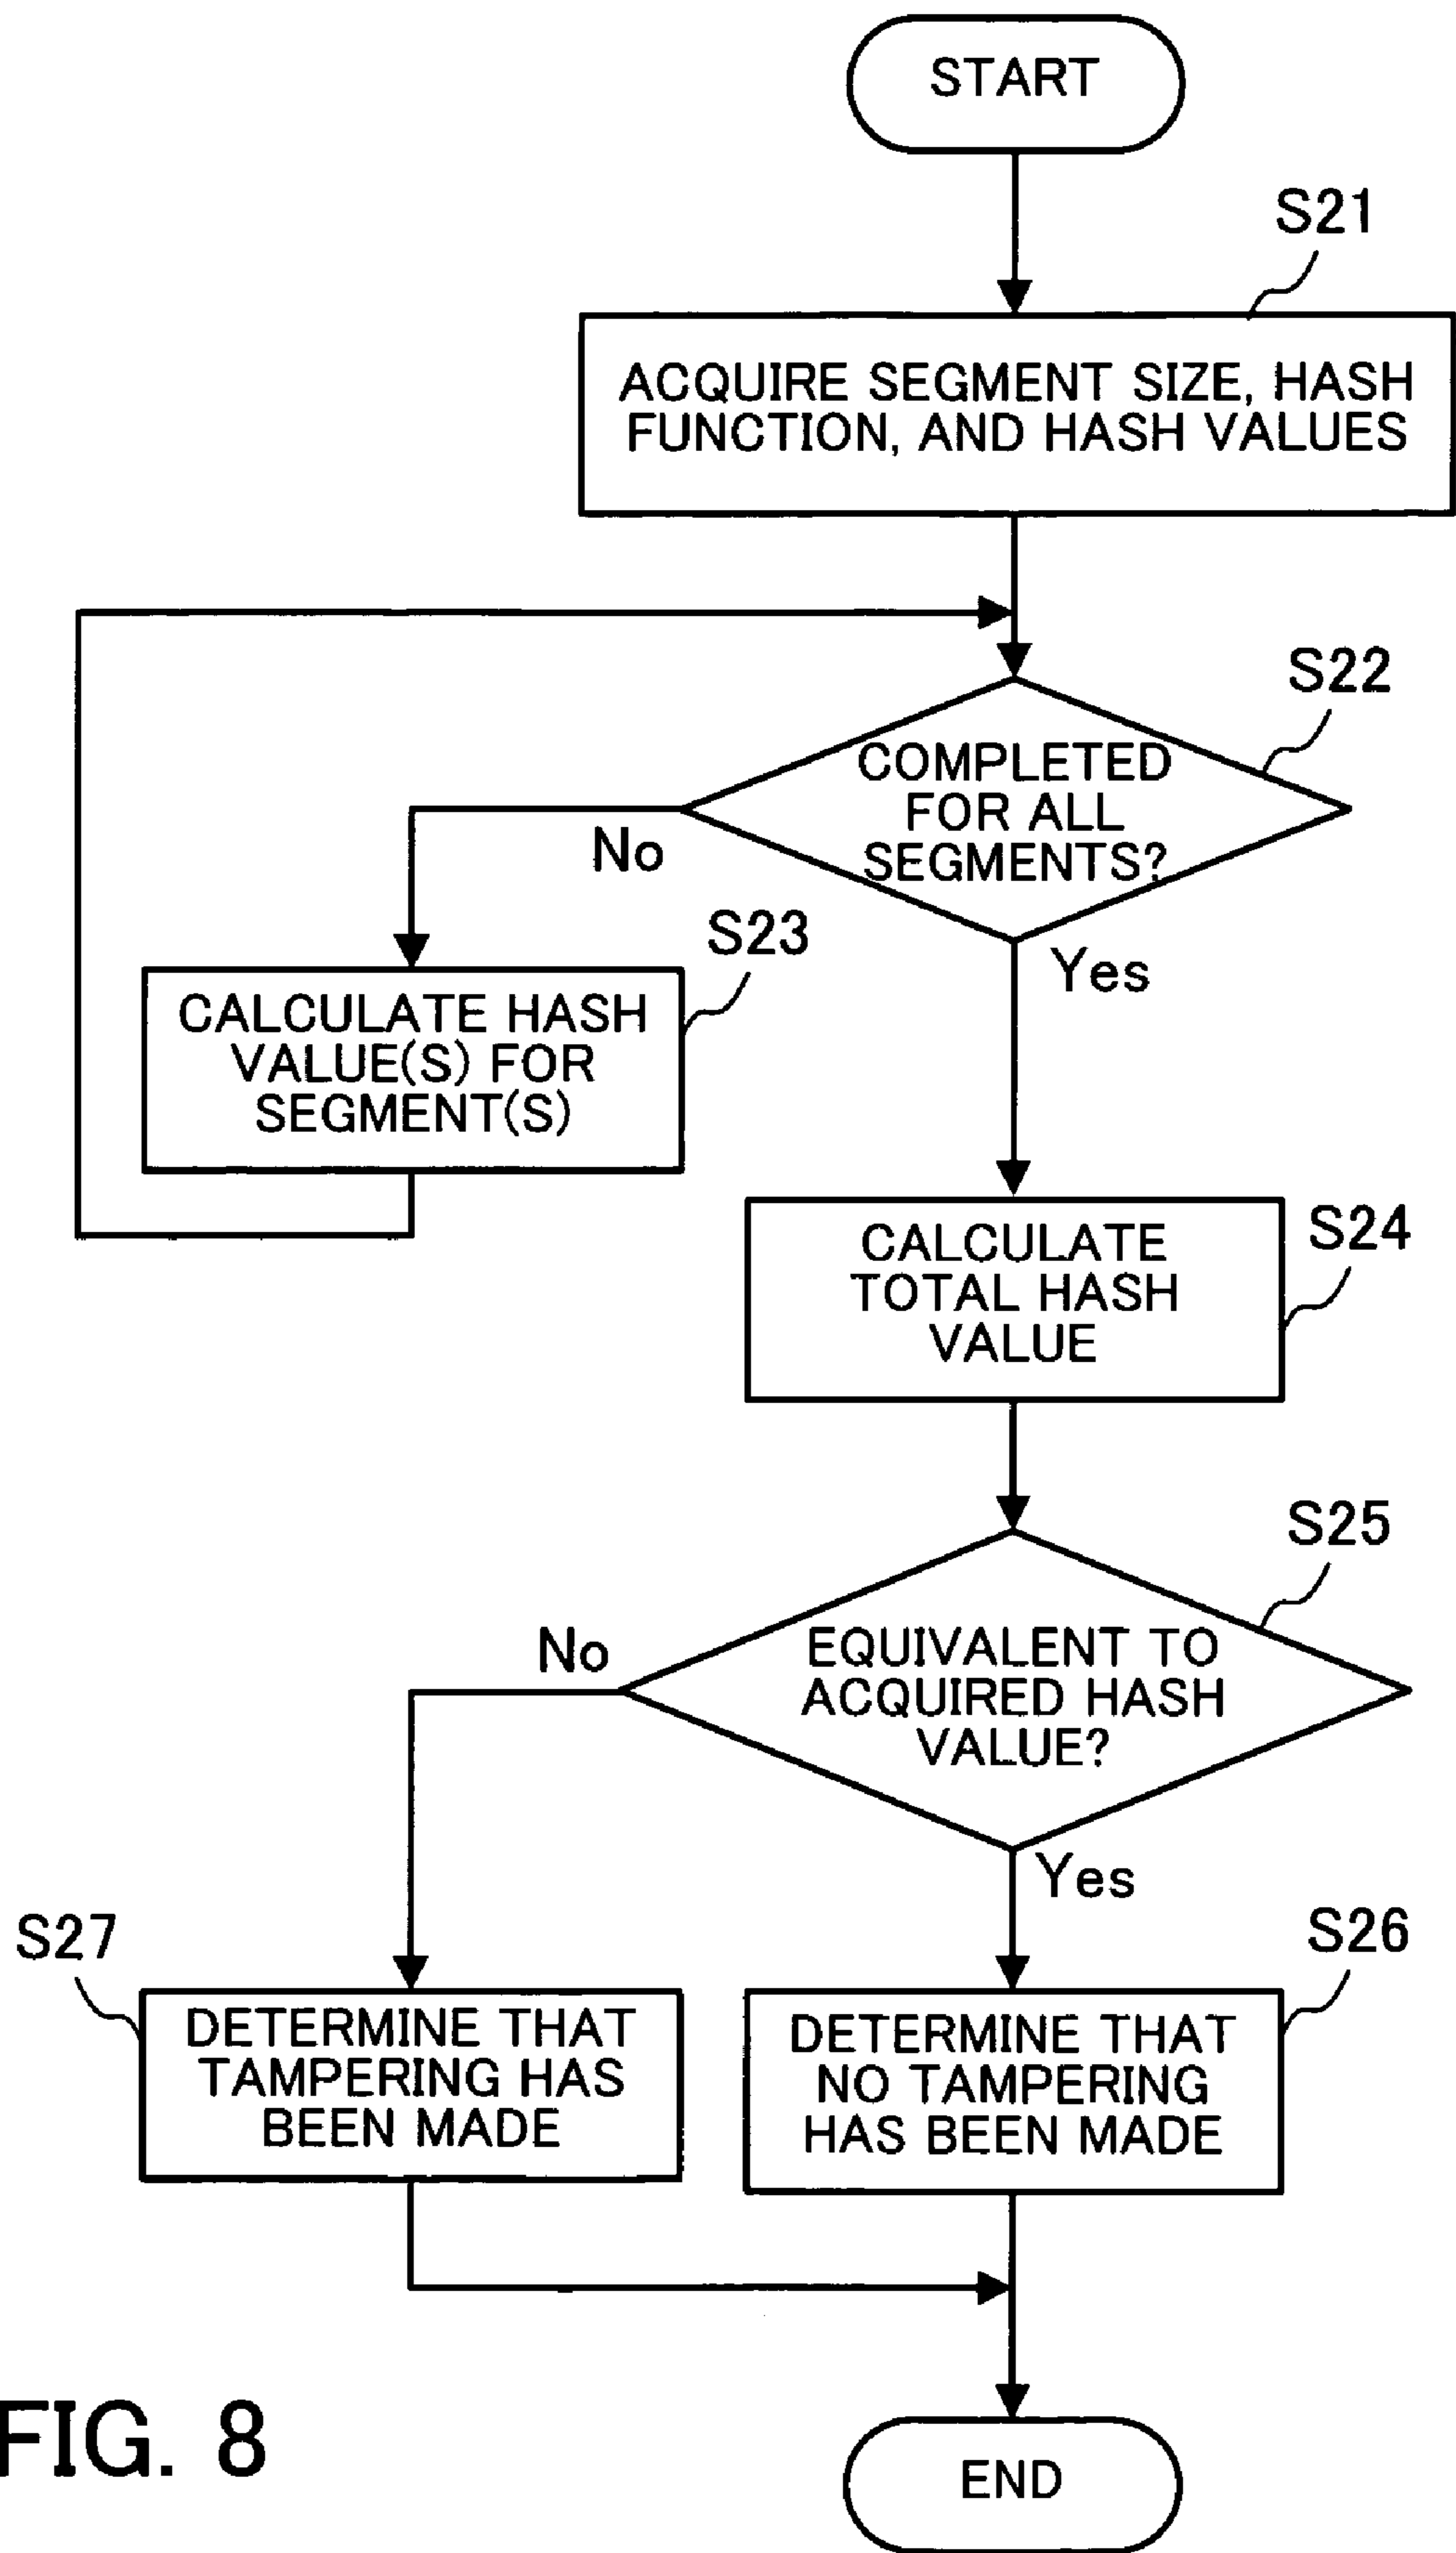 START
S21
ACQUIRE SEGMENT SIZE, HASH
FUNCTION, AND HASH VALUES
S22
COMPLETED
FOR ALL
SEGMENTS?
No
Yes
S23
CALCULATE HASH
VALUE(S) FOR
SEGMENT(S)
S24
CALCULATE
TOTAL HASH
VALUE
S25
EQUIVALENT TO
ACQUIRED HASH
VALUE?
No
Yes
S27
DETERMINE THAT
TAMPERING HAS
BEEN MADE
S26
DETERMINE THAT
NO TAMPERING
HAS BEEN MADE
END
FIG. 8